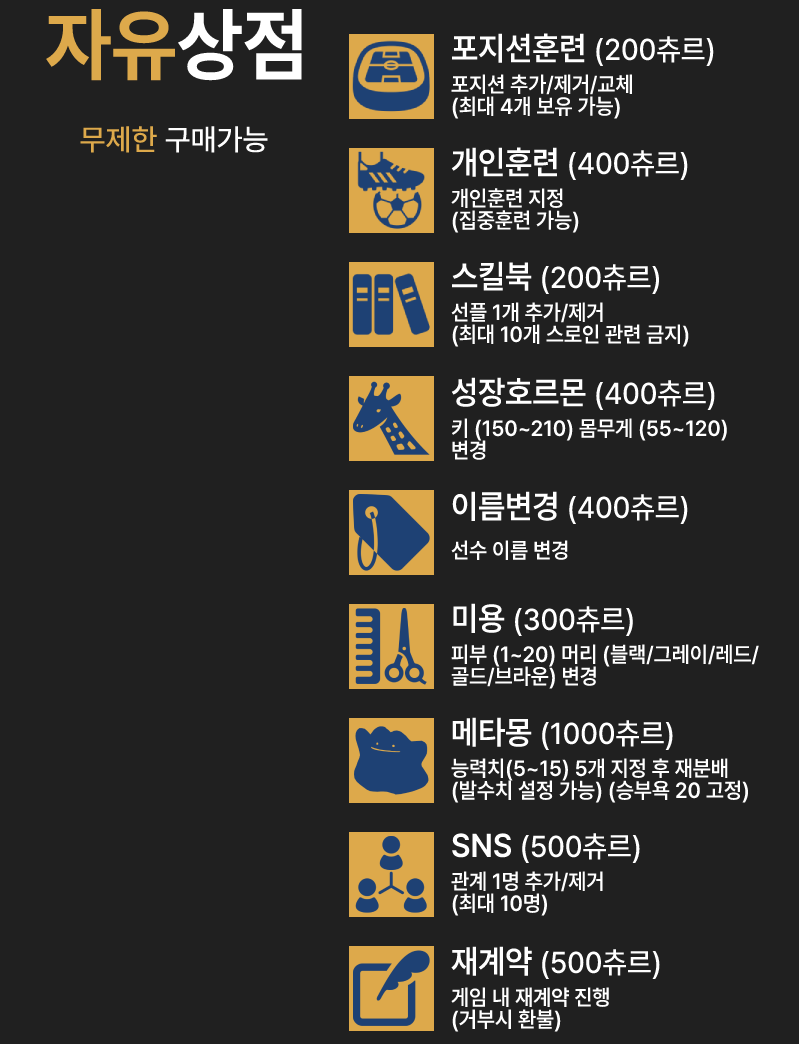 자유상점
무제한 구매가능
포지션훈련 (200츄르)
포지션 추가/제거/교체
(최대 4개 보유 가능)
개인훈련 (400츄르)
개인훈련 지정
(집중훈련 가능)
스킬북 (200츄르)
선플 1개 추가/제거
(최대 10개 스로인 관련 금지)
성장호르몬 (400츄르)
키 (150~210) 몸무게 (55~120)
변경
이름변경 (400츄르)
선수 이름 변경
미용 (300츄르)
피부 (1~20) 머리 (블랙/그레이/레드/
골드/브라운) 변경
메타몽 (1000츄르)
능력치(5~15) 5개 지정 후 재분배
(발수치 설정 가능) (승부욕 20 고정)
SNS (500츄르)
관계 1명 추가/제거
(최대 10명)
재계약 (500츄르)
게임 내 재계약 진행
(거부시 환불)